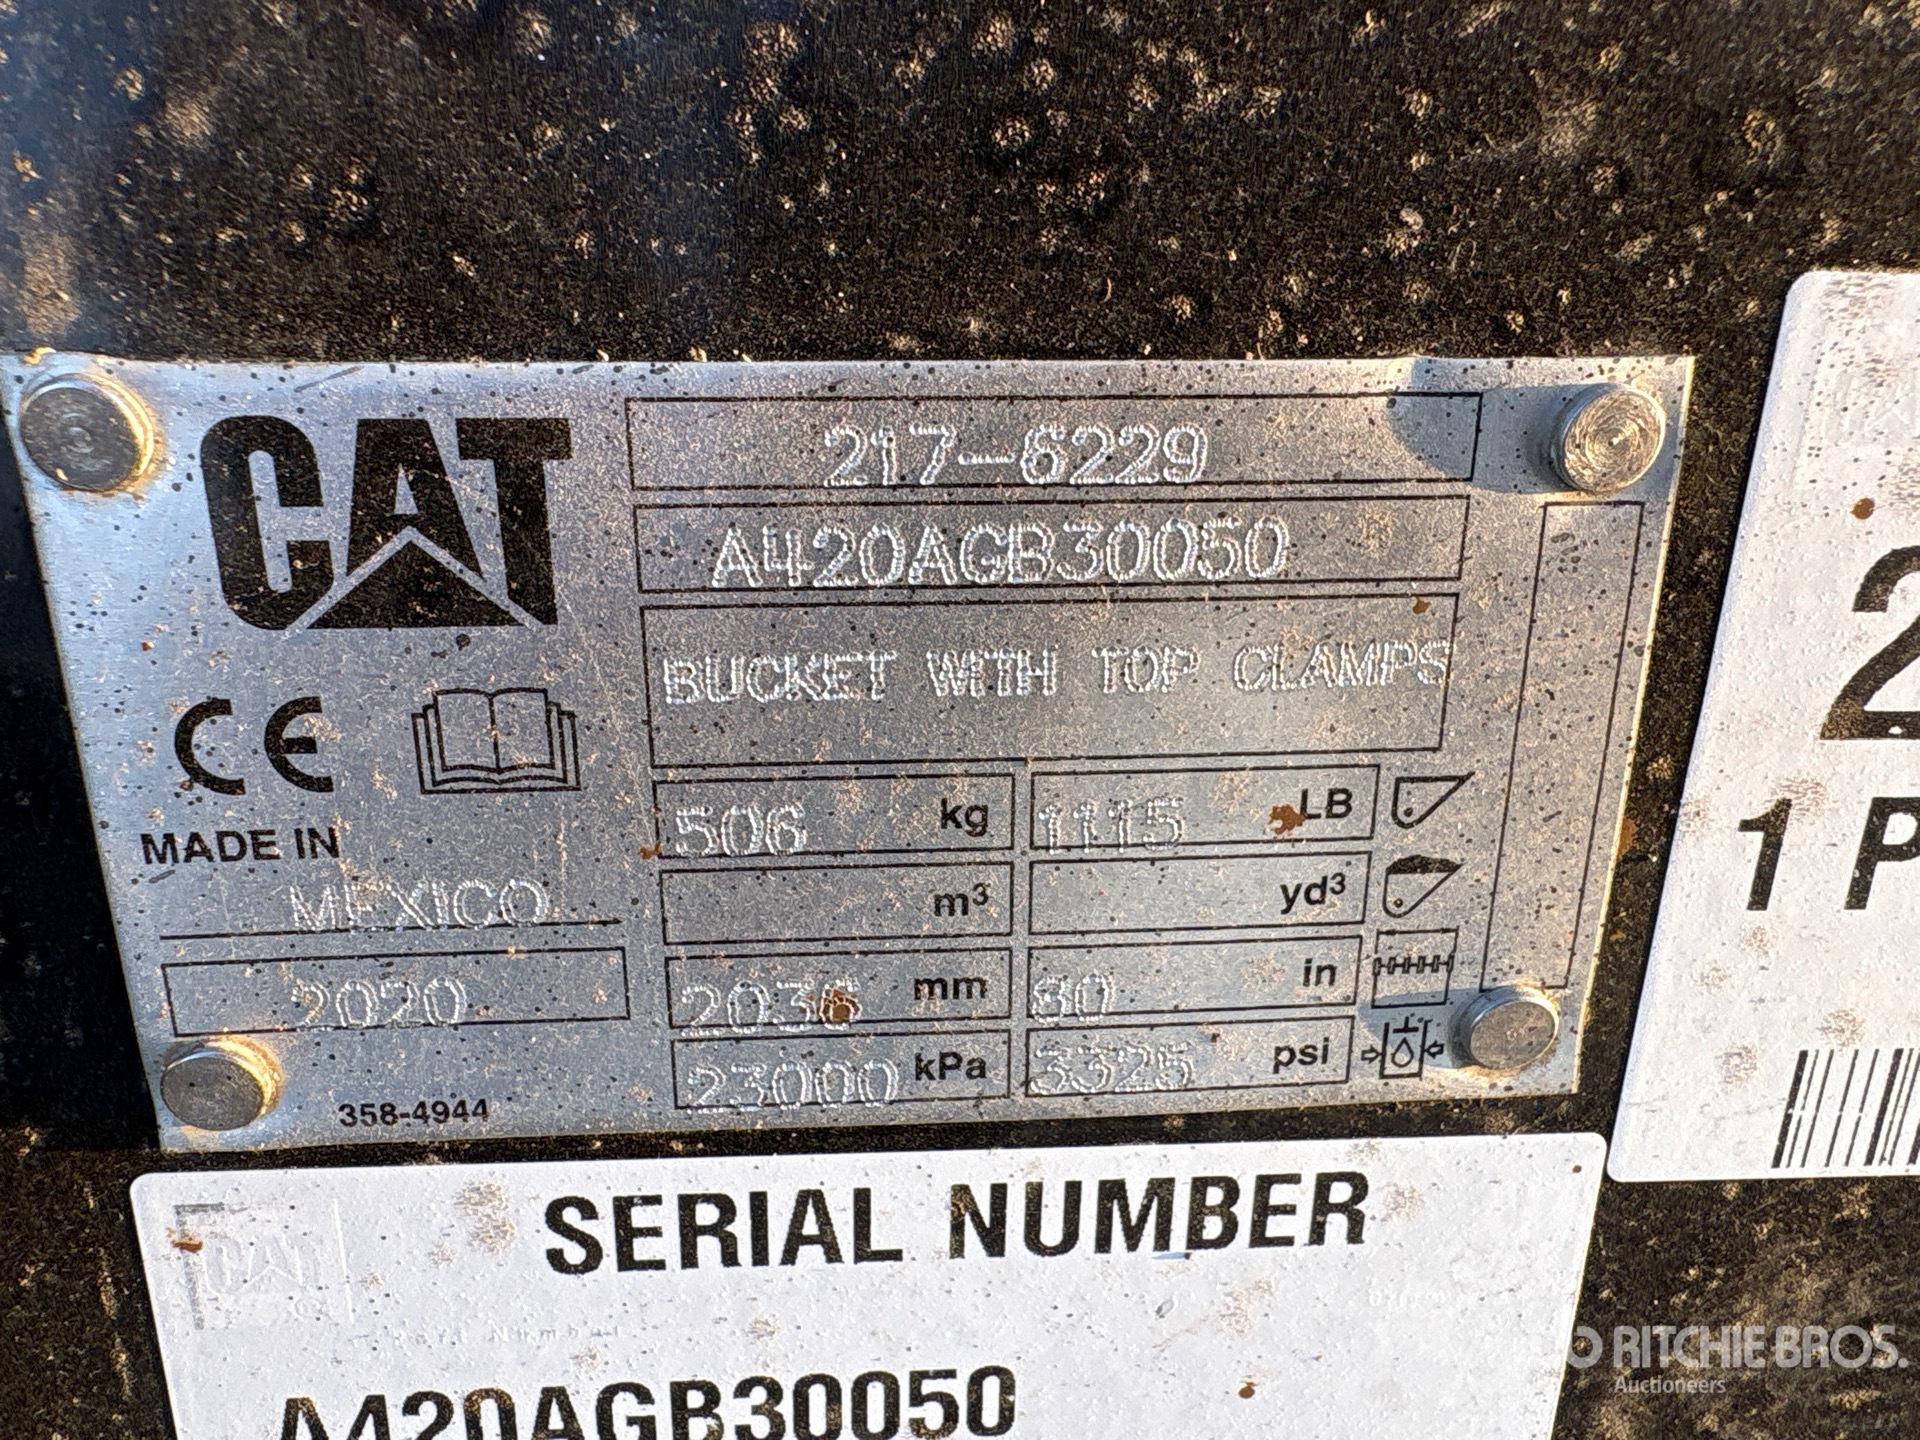 CAT
217-6229
A420AGB30050
BUCKET WITH TOP CLAMPS
CE
506 kg 1115 LB
MADE IN
m³ yd³
MEXICO
mm 80 in
2020
23000 kPa 3325 psi
358-4944
2
1 P
SERIAL NUMBER
CAT
A420AGB30050
RITCHIE BROS.
Auctioneers